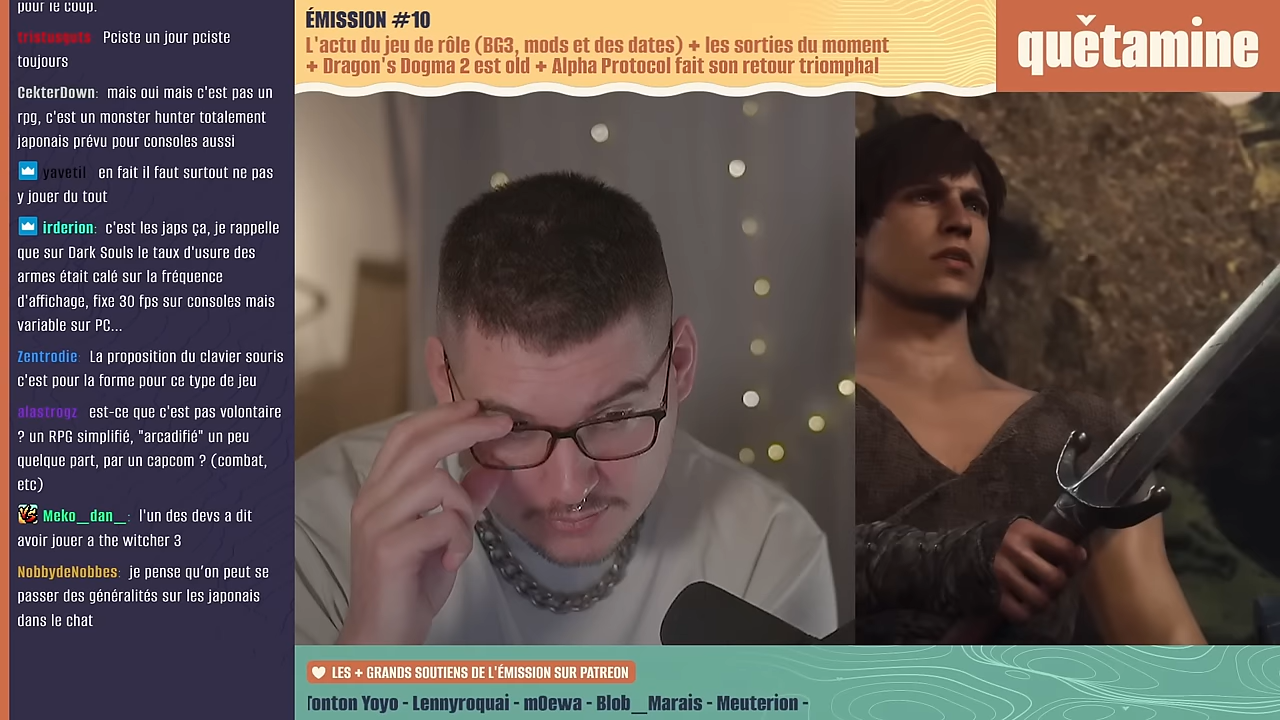 pour le coup.
tristusguts: Pciste un jour pciste
toujours
CekterDown: mais oui mais c'est pas un
rpg, c'est un monster hunter totalement
japonais prévu pour consoles aussi
yavetil en fait il faut surtout ne pas
y jouer du tout
irderion: c'est les japs ça, je rappelle
que sur Dark Souls le taux d'usure des
armes était calé sur la fréquence
d'affichage, fixe 30 fps sur consoles mais
variable sur PC...
Zentrodie: La proposition du clavier souris
c'est pour la forme pour ce type de jeu
alastrogz est-ce que c'est pas volontaire
? un RPG simplifié, "arcadifié" un peu
quelque part, par un capcom ? (combat,
etc)
Meko_dan_: l'un des devs a dit
avoir jouer a the witcher 3
NobbydeNobbes: je pense qu’on peut se
passer des généralités sur les japonais
dans le chat
ÉMISSION #10
L'actu du jeu de rôle (BG3, mods et des dates) + les sorties du moment
+ Dragon's Dogma 2 est old + Alpha Protocol fait son retour triomphal
quětamine
LES + GRANDS SOUTIENS DE L'ÉMISSION SUR PATREON
Tonton Yoyo - Lennyroquai - m0ewa - Blob_Marais - Meuterion -